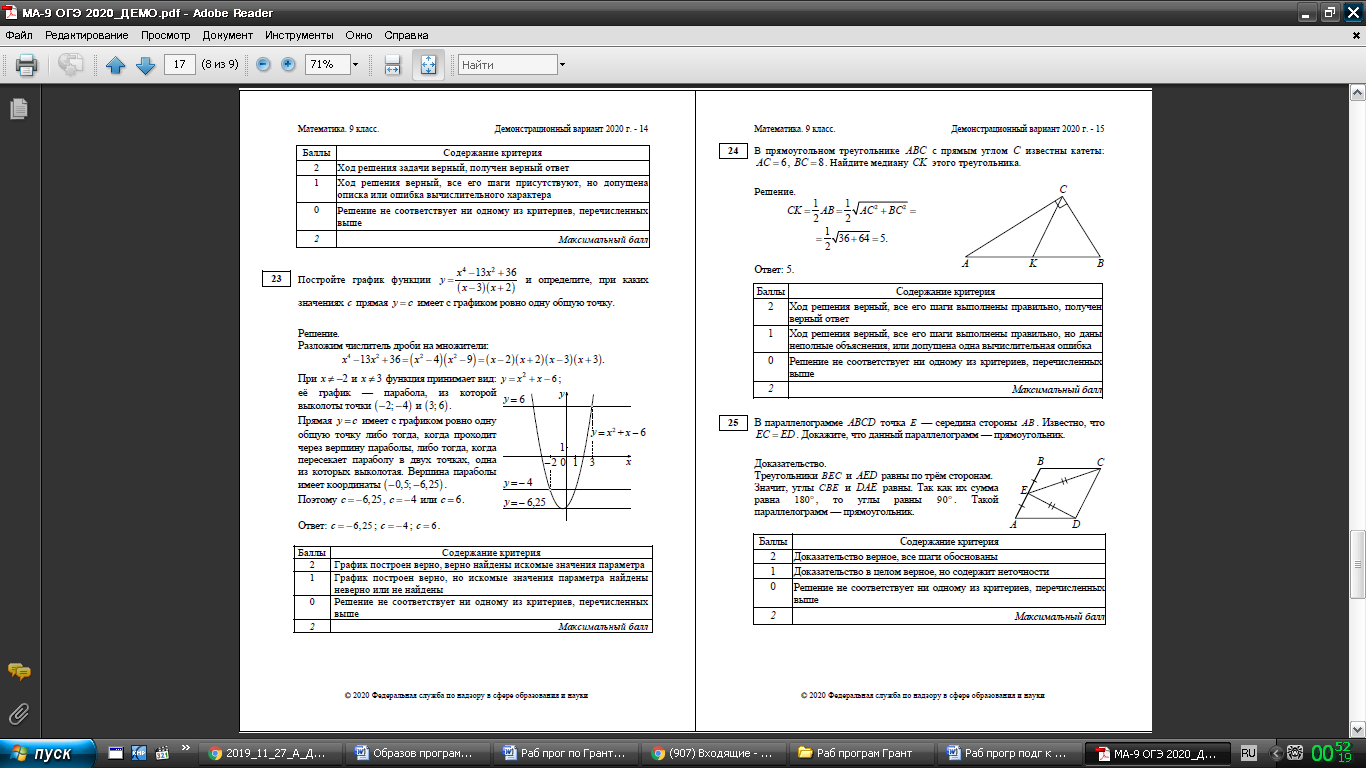 МА-9 ОГЭ 2020_ДЕМО.pdf - Adobe Reader
Файл Редактирование Просмотр Документ Инструменты Окно Справка
17 (8 из 9) 71% Найти
Математика. 9 класс. Демонстрационный вариант 2020 г. - 14
Баллы Содержание критерия
2 Ход решения задачи верный, получен верный ответ
1 Ход решения верный, все его шаги присутствуют, но допущена
описка или ошибка вычислительного характера
0 Решение не соответствует ни одному из критериев, перечисленных
выше
2 Максимальный балл
23 Постройте график функции y = (x⁴ −13x² + 36)/((x−3)(x+2)) и определите, при каких
значениях c прямая y = c имеет с графиком ровно одну общую точку.
Решение.
Разложим числитель дроби на множители:
x⁴ −13x² + 36 = (x² − 4)(x² − 9) = (x − 2)(x + 2)(x − 3)(x + 3).
При x ≠ −2 и x ≠ 3 функция принимает вид: y = x² + x − 6;
её график — парабола, из которой
выколоты точки (−2; −4) и (3; 6).
Прямая y = c имеет с графиком ровно одну
общую точку либо тогда, когда проходит
через вершину параболы, либо тогда, когда
пересекает параболу в двух точках, одна
из которых выколотая. Вершина параболы
имеет координаты (−0,5; −6,25).
Поэтому c = −6,25, c = −4 или c = 6.
y
y = 6
y = x² + x − 6
1
−2 0 1 3 x
y = − 4
y = − 6,25
Ответ: c = −6,25; c = −4; c = 6.
Баллы Содержание критерия
2 График построен верно, верно найдены искомые значения параметра
1 График построен верно, но искомые значения параметра найдены
неверно или не найдены
0 Решение не соответствует ни одному из критериев, перечисленных
выше
2 Максимальный балл
© 2020 Федеральная служба по надзору в сфере образования и науки
Математика. 9 класс. Демонстрационный вариант 2020 г. - 15
24 В прямоугольном треугольнике ABC с прямым углом C известны катеты:
AC = 6, BC = 8. Найдите медиану CK этого треугольника.
Решение.
CK = 1/2 AB = 1/2 √(AC² + BC²) =
= 1/2 √(36 + 64) = 5.
C
A K B
Ответ: 5.
Баллы Содержание критерия
2 Ход решения верный, все его шаги выполнены правильно, получен
верный ответ
1 Ход решения верный, все его шаги выполнены правильно, но даны
неполные объяснения, или допущена одна вычислительная ошибка
0 Решение не соответствует ни одному из критериев, перечисленных
выше
2 Максимальный балл
25 В параллелограмме ABCD точка E — середина стороны AB. Известно, что
EC = ED. Докажите, что данный параллелограмм — прямоугольник.
Доказательство.
Треугольники BEC и AED равны по трём сторонам.
Значит, углы CBE и DAE равны. Так как их сумма
равна 180°, то углы равны 90°. Такой
параллелограмм — прямоугольник.
B C
E
A D
Баллы Содержание критерия
2 Доказательство верное, все шаги обоснованы
1 Доказательство в целом верное, но содержит неточности
0 Решение не соответствует ни одному из критериев, перечисленных
выше
2 Максимальный балл
© 2020 Федеральная служба по надзору в сфере образования и науки
пуск 2019_11_27_А_Д... Образов програм... Раб прог по Грант... (907) Входящие - ... Раб програм Грант Раб прогр подг к ... МА-9 ОГЭ 2020_Д... RU 00 52 19